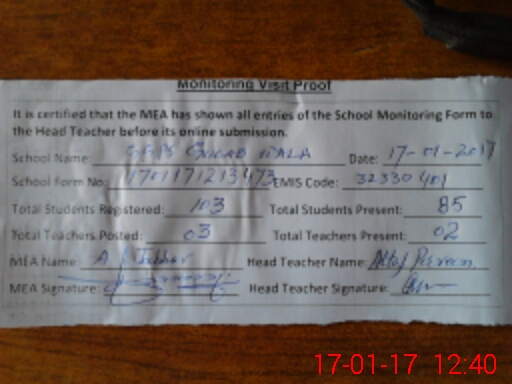 Monitoring Visit Proof
It is certified that the MEA has shown all entries of the School Monitoring Form to
the Head Teacher before its online submission.
School Name: WALA Date: 17-01-2017
School Form No: 1701171213473 EMIS Code: 32330401
Total Students Registered: 103 Total Students Present: 85
Total Teachers Posted: 03 Total Teachers Present: 02
MEA Name: A Head Teacher Name:
MEA Signature: Head Teacher Signature:
17-01-17 12:40